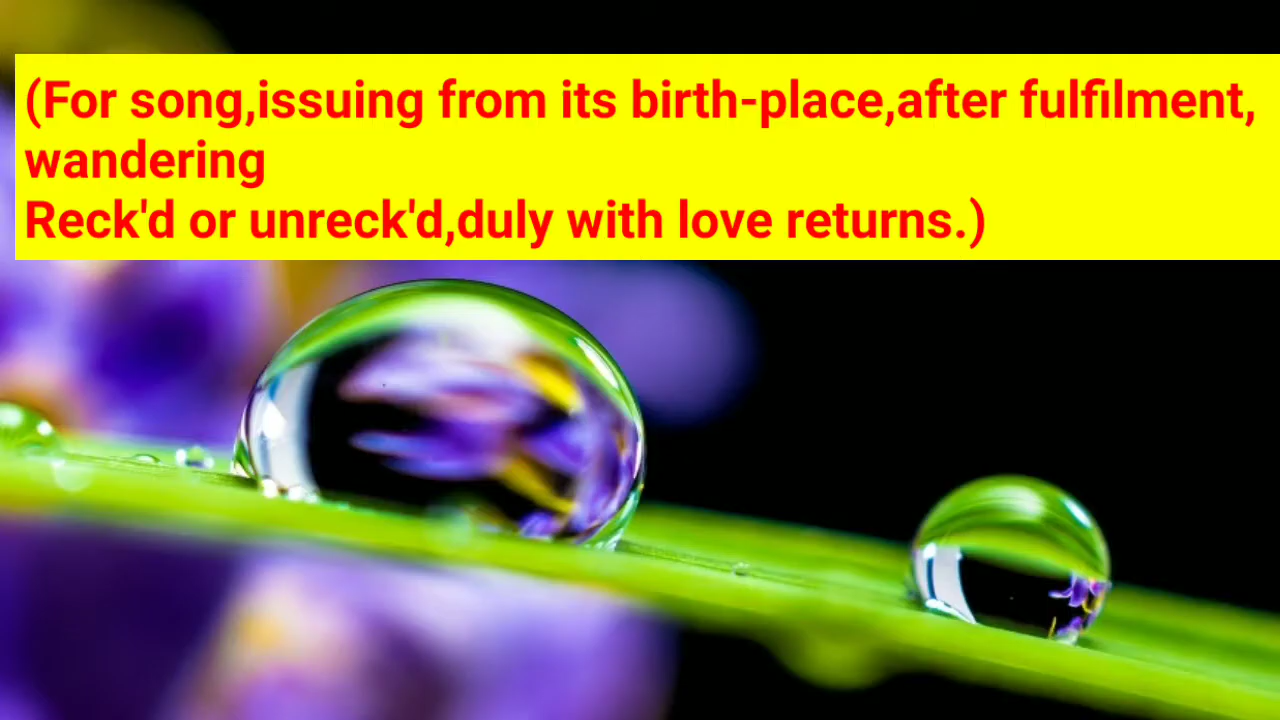 (For song,issuing from its birth-place,after fulfilment,
wandering
Reck'd or unreck'd,duly with love returns.)